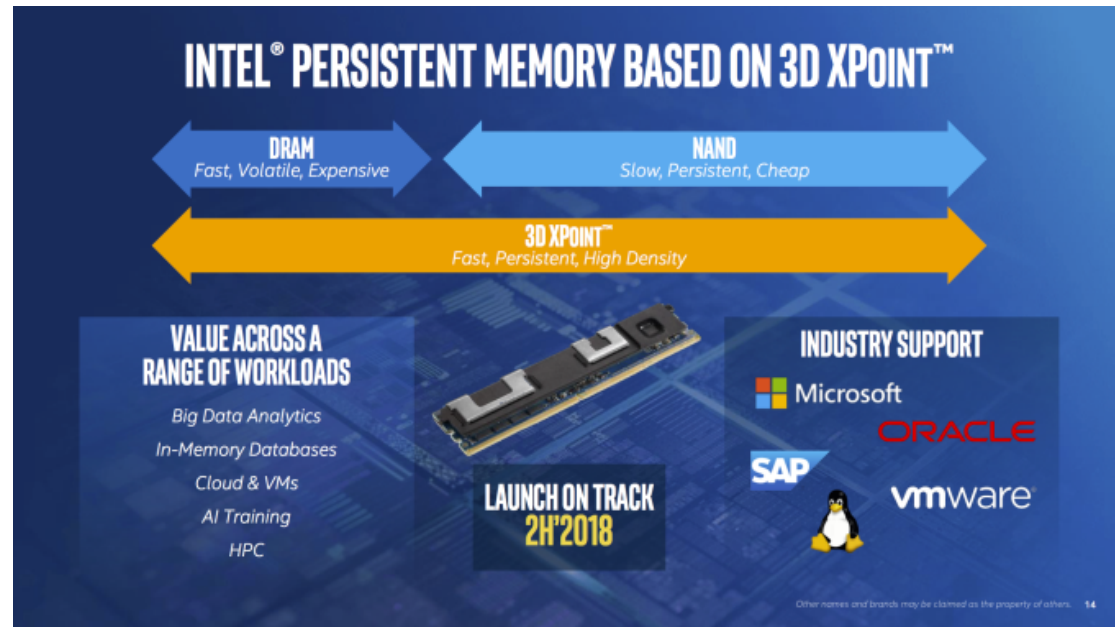 INTEL® PERSISTENT MEMORY BASED ON 3D XPOINT™
DRAM
Fast, Volatile, Expensive
NAND
Slow, Persistent, Cheap
3D XPOINT™
Fast, Persistent, High Density
VALUE ACROSS A
RANGE OF WORKLOADS
Big Data Analytics
In-Memory Databases
Cloud & VMs
AI Training
HPC
LAUNCH ON TRACK
2H'2018
INDUSTRY SUPPORT
Microsoft
ORACLE
SAP
vmware®
Other names and brands may be claimed as the property of others. 14